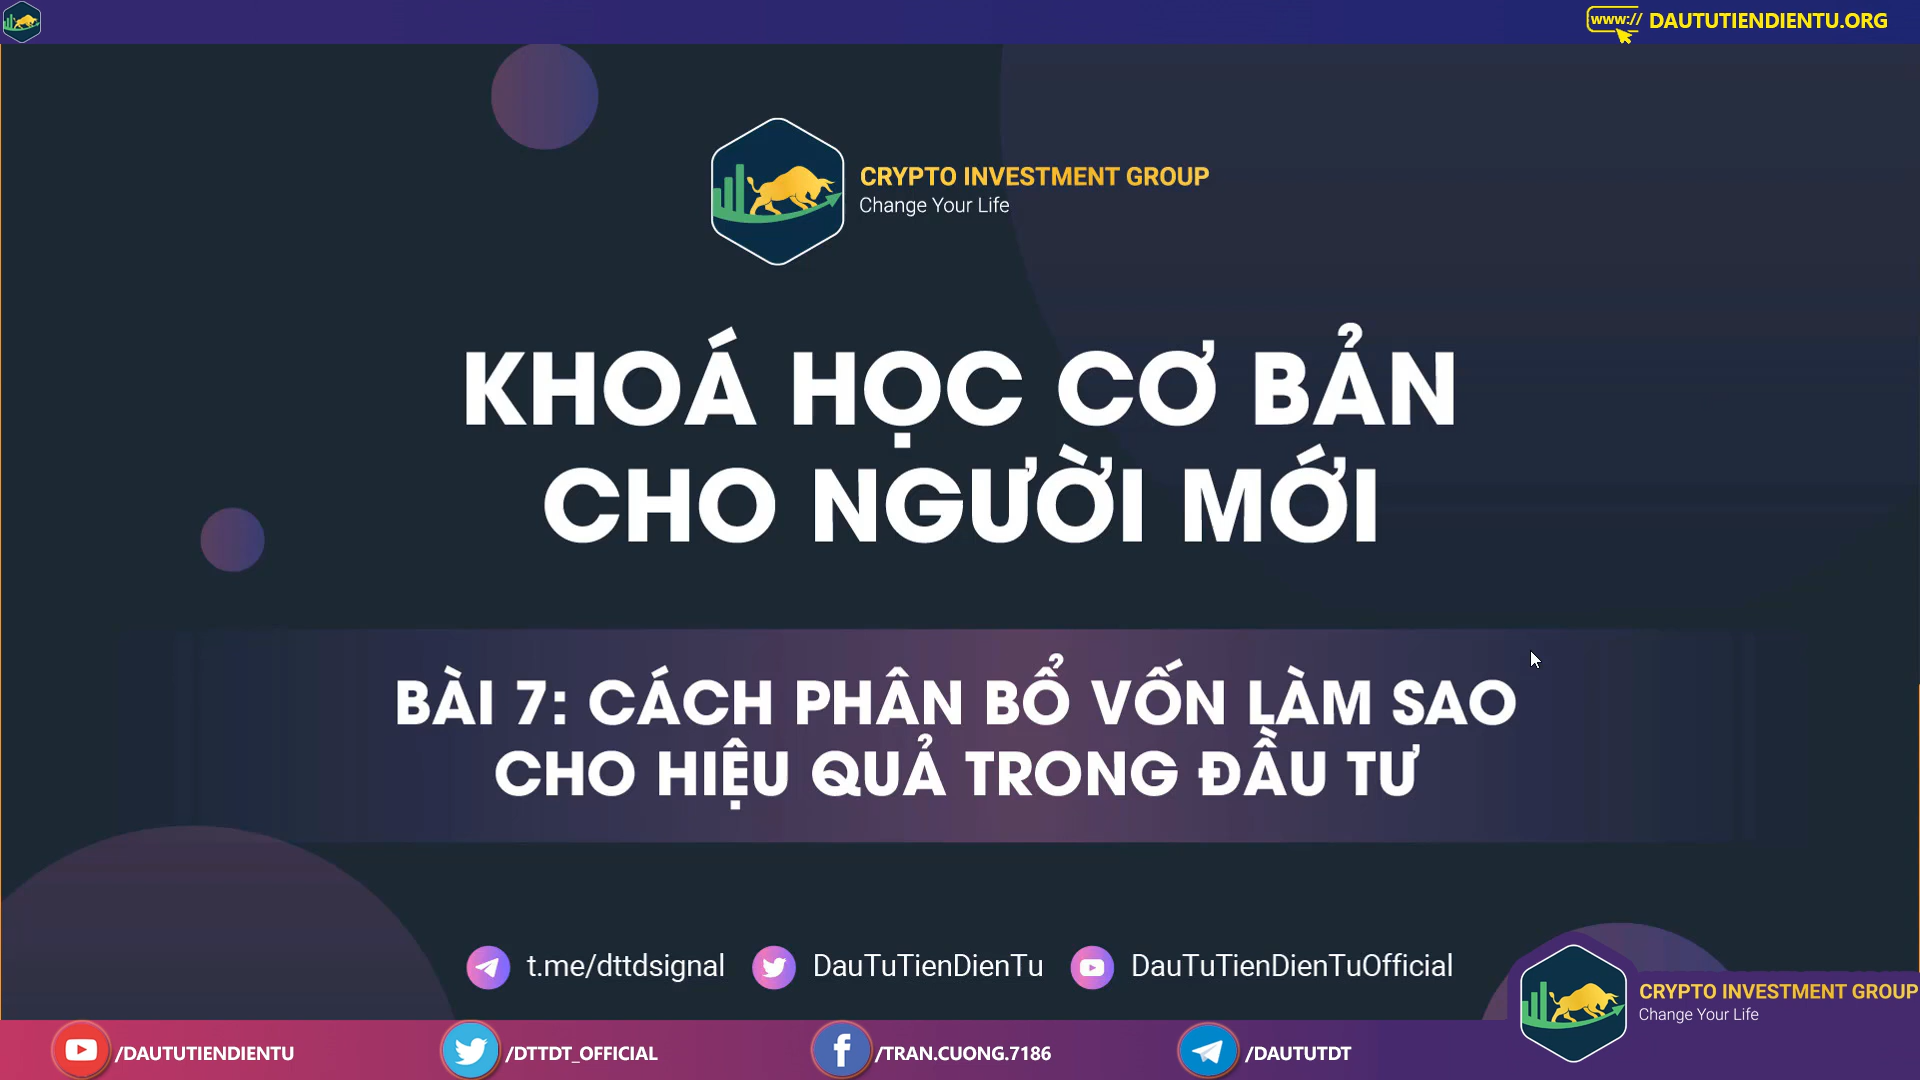 www:// DAUTUTIENDIENTU.ORG
CRYPTO INVESTMENT GROUP
Change Your Life
KHOÁ HỌC CƠ BẢN
CHO NGƯỜI MỚI
BÀI 7: CÁCH PHÂN BỔ VỐN LÀM SAO
CHO HIỆU QUẢ TRONG ĐẦU TƯ
t.me/dttdsignal DauTuTienDienTu DauTuTienDienTuOfficial
CRYPTO INVESTMENT GROUP
Change Your Life
/DAUTUTIENDIENTU /DTTDT_OFFICIAL /TRAN.CUONG.7186 /DAUTUTDT